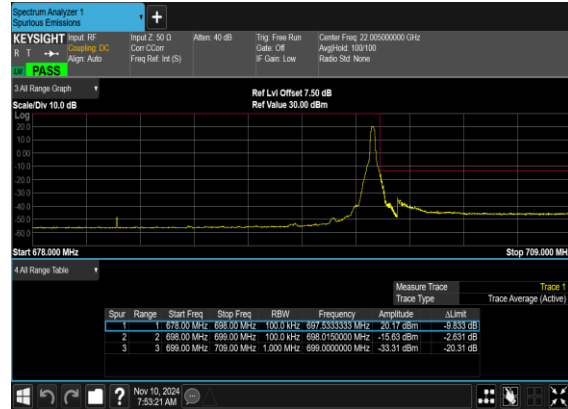 Spectrum Analyzer 1
Spurious Emissions
KEYSIGHT
R T
LW PASS
Input: RF
Coupling: DC
Align: Auto
Input Z: 50 Ω
Corr CCorr
Freq Ref: Int (S)
Atten: 40 dB
Trig: Free Run
Gate: Off
IF Gain: Low
Center Freq: 22.005000000 GHz
Avg|Hold: 100/100
Radio Std: None
3 All Range Graph
Scale/Div 10.0 dB
Ref Lvl Offset 7.50 dB
Ref Value 30.00 dBm
Log
20.0
10.0
0.00
-10.0
-20.0
-30.0
-40.0
-50.0
-60.0
Start 678.000 MHz
Stop 709.000 MH
4 All Range Table
Measure Trace Trace 1
Trace Type Trace Average (Active)
Spur Range Start Freq Stop Freq RBW Frequency Amplitude ΔLimit
1 1 678.00 MHz 698.00 MHz 100.0 kHz 697.5333333 MHz 20.17 dBm -9.833 dB
2 2 698.00 MHz 699.00 MHz 100.0 kHz 698.0150000 MHz -15.63 dBm -2.631 dB
3 3 699.00 MHz 709.00 MHz 1.000 MHz 699.0000000 MHz -33.31 dBm -20.31 dB
?
Nov 10, 2024
7:53:21 AM